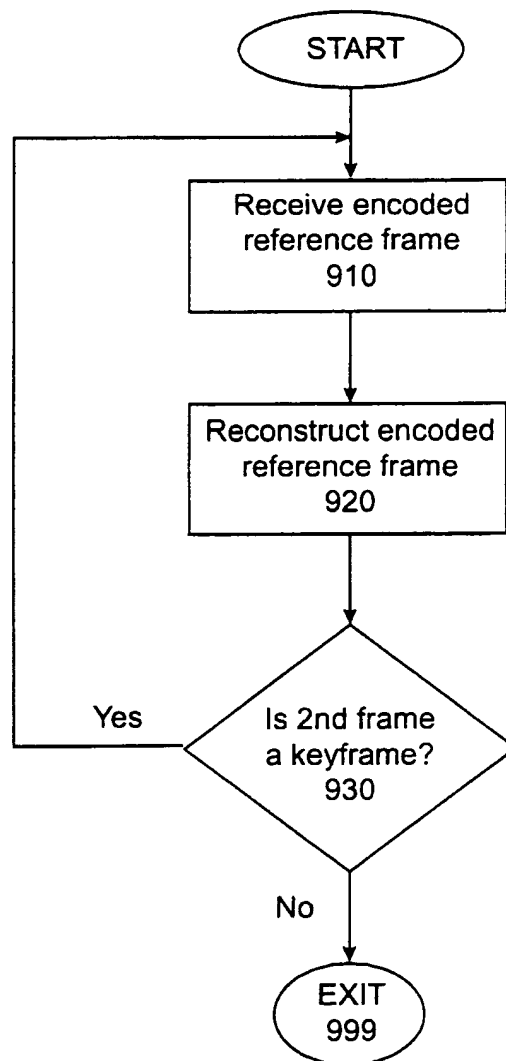 START
Receive encoded
reference frame
910
Reconstruct encoded
reference frame
920
Yes
Is 2nd frame
a keyframe?
930
No
EXIT
999